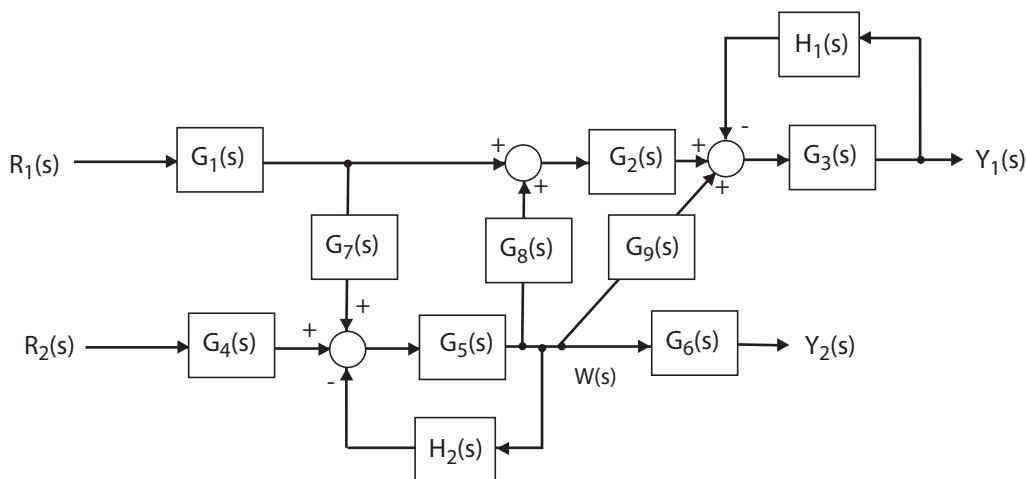 H1(s)
-
R1(s)
G1(s)
+
+
G2(s)
+
+
G3(s)
Y1(s)
G7(s)
G8(s)
G9(s)
+
R2(s)
G4(s)
+
-
G5(s)
W(s)
G6(s)
Y2(s)
H2(s)